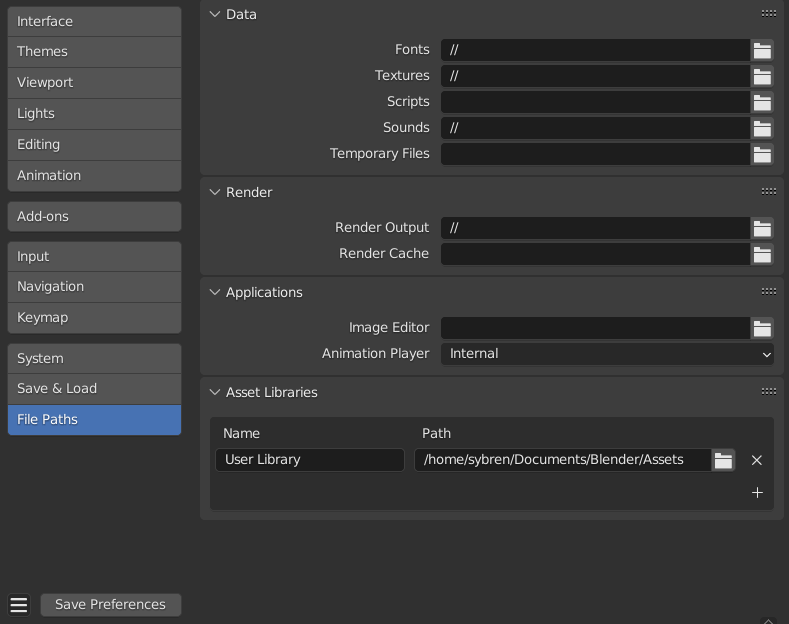 Interface
Themes
Viewport
Lights
Editing
Animation
Add-ons
Input
Navigation
Keymap
System
Save & Load
File Paths
Save Preferences
Data
Fonts //
Textures //
Scripts
Sounds //
Temporary Files
Render
Render Output //
Render Cache
Applications
Image Editor
Animation Player Internal
Asset Libraries
Name Path
User Library /home/sybren/Documents/Blender/Assets